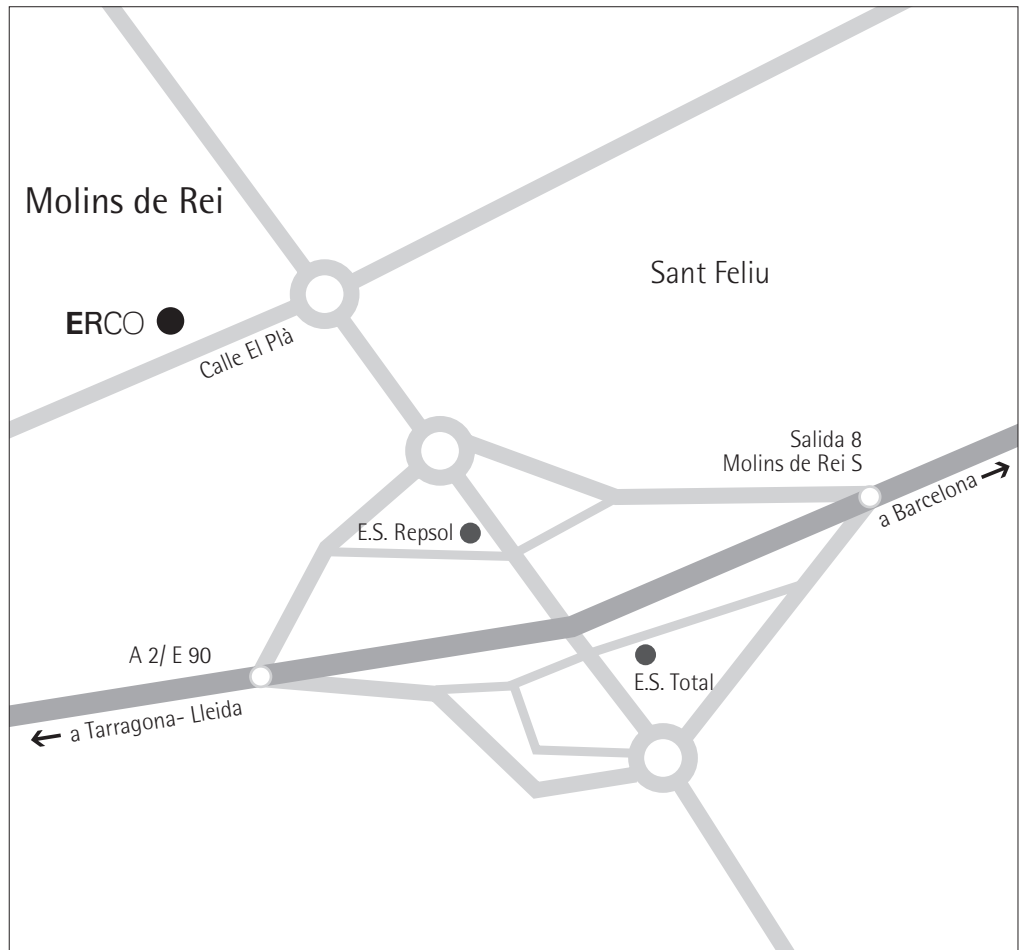 Molins de Rei
Sant Feliu
ERCO
Calle El Plà
Salida 8
Molins de Rei S
a Barcelona →
E.S. Repsol
A 2/ E 90
E.S. Total
← a Tarragona- Lleida